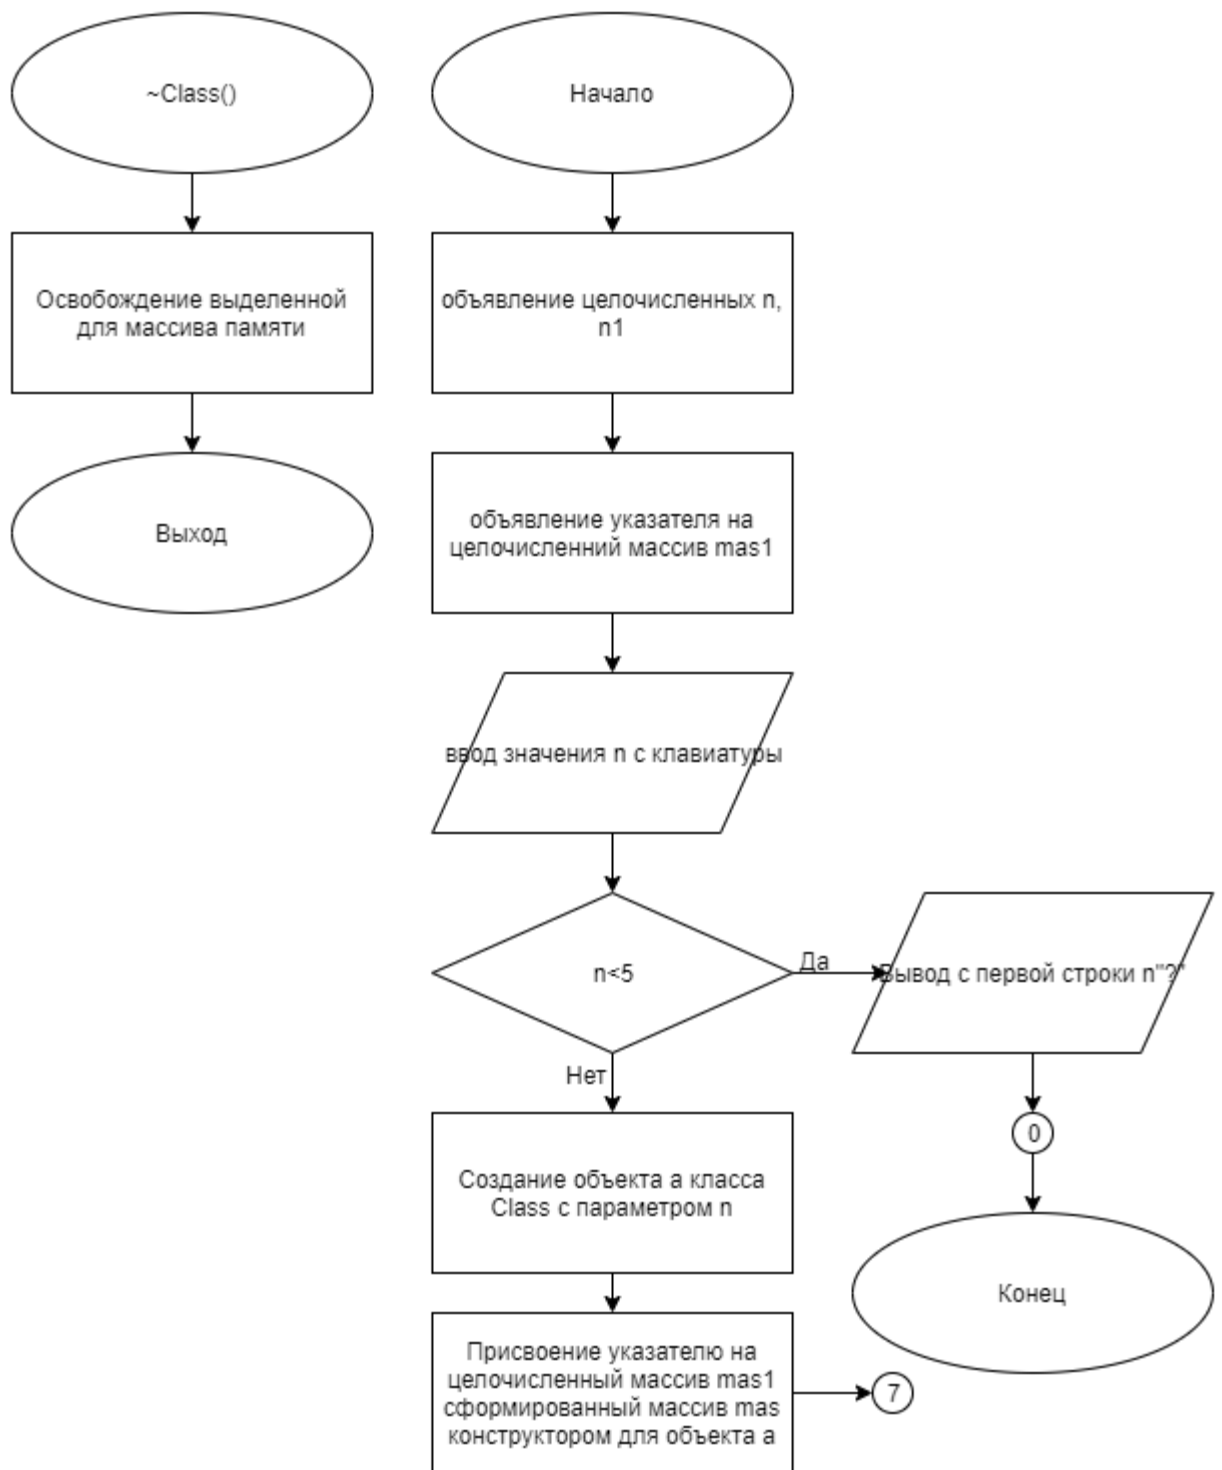 ~Class()
Освобождение выделенной
для массива памяти
Выход
Начало
объявление целочисленных n,
n1
объявление указателя на
целочисленний массив mas1
ввод значения n с клавиатуры
n<5
Да
Вывод с первой строки n"?"
0
Конец
Нет
Создание объекта a класса
Class с параметром n
Присвоение указателю на
целочисленный массив mas1
сформированный массив mas
конструктором для объекта a
7